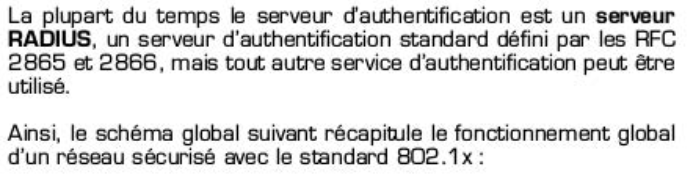 La plupart du temps le serveur d'authentification est un serveur
RADIUS, un serveur d'authentification standard défini par les RFC
2865 et 2866, mais tout autre service d'authentification peut être
utilisé.
Ainsi, le schéma global suivant récapitule le fonctionnement global
d'un réseau sécurisé avec le standard 802.1x :